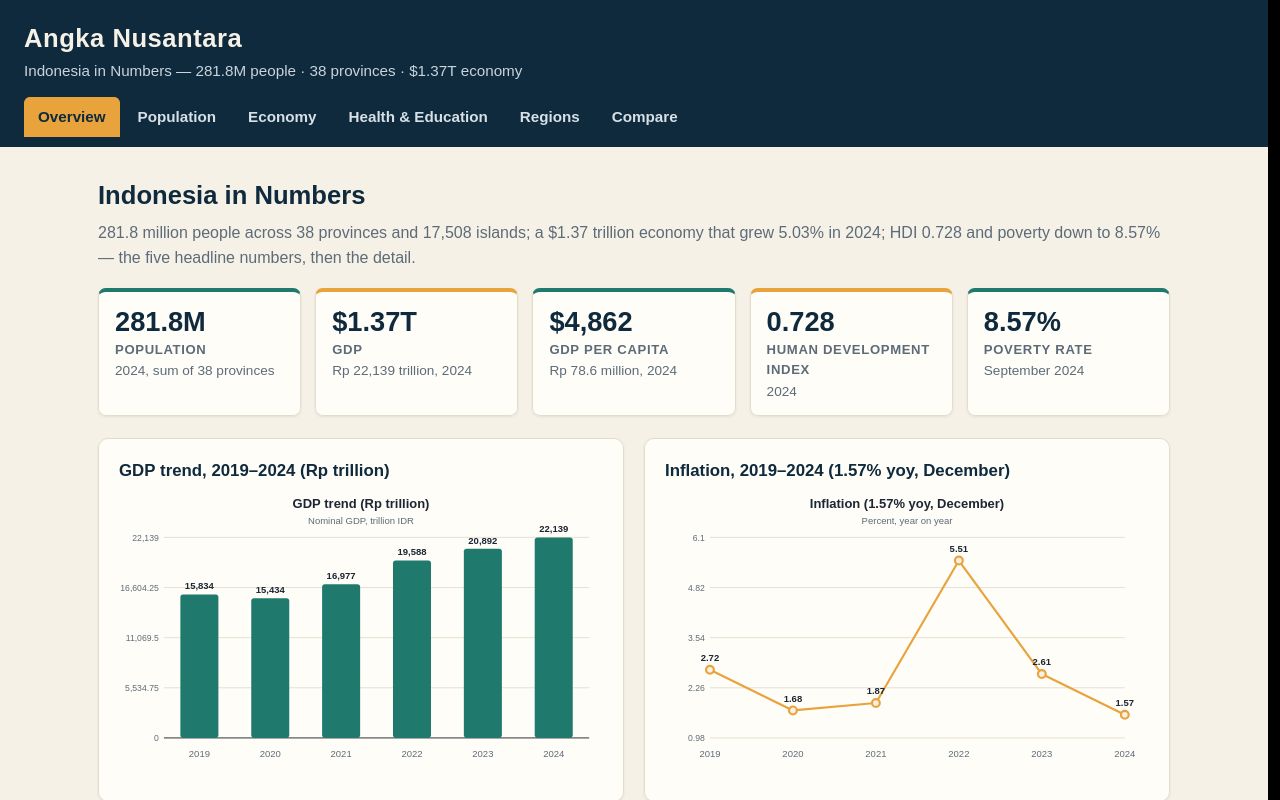 Angka Nusantara
Indonesia in Numbers — 281.8M people · 38 provinces · $1.37T economy
Overview
Population
Economy
Health & Education
Regions
Compare
Indonesia in Numbers
281.8 million people across 38 provinces and 17,508 islands; a $1.37 trillion economy that grew 5.03% in 2024; HDI 0.728 and poverty down to 8.57%
— the five headline numbers, then the detail.
281.8M
POPULATION
2024, sum of 38 provinces
$1.37T
GDP
Rp 22,139 trillion, 2024
$4,862
GDP PER CAPITA
Rp 78.6 million, 2024
0.728
HUMAN DEVELOPMENT
INDEX
2024
8.57%
POVERTY RATE
September 2024
GDP trend, 2019–2024 (Rp trillion)
GDP trend (Rp trillion)
Nominal GDP, trillion IDR
22,139
16,604.25
11,069.5
5,534.75
0
15,834
15,434
16,977
19,588
20,892
22,139
2019
2020
2021
2022
2023
2024
Inflation, 2019–2024 (1.57% yoy, December)
Inflation (1.57% yoy, December)
Percent, year on year
6.1
4.82
3.54
2.26
0.98
2.72
1.68
1.87
5.51
2.61
1.57
2019
2020
2021
2022
2023
2024